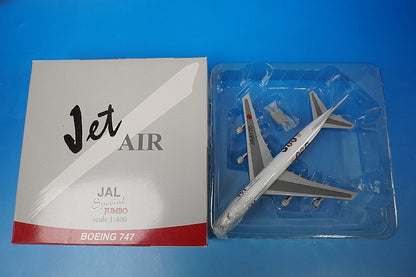 Jet
AIR
JAL
Special
JUMBO
scale 1:400
BOEING 747